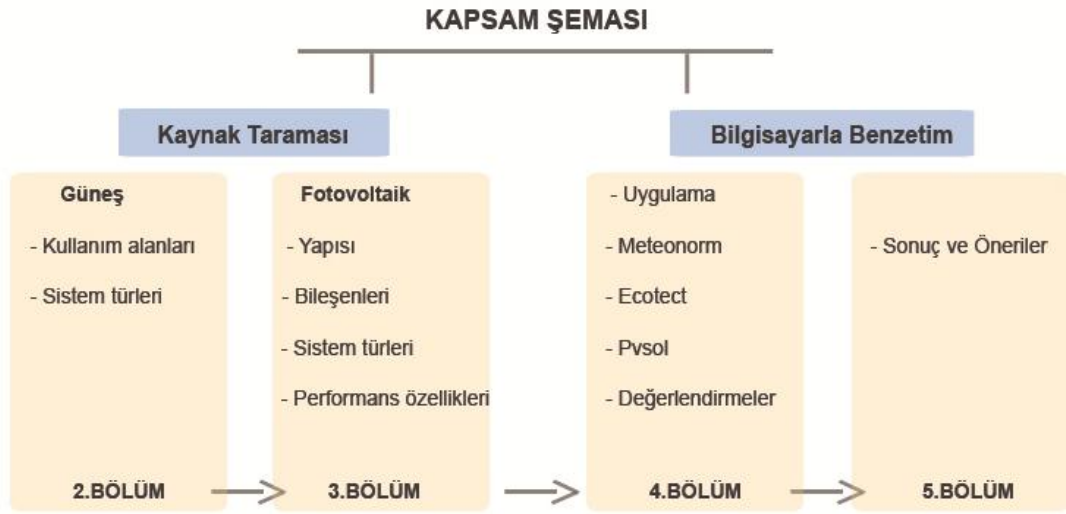 KAPSAM ŞEMASI
Kaynak Taraması
Bilgisayarla Benzetim
Güneş
- Kullanım alanları
- Sistem türleri
2.BÖLÜM
Fotovoltaik
- Yapısı
- Bileşenleri
- Sistem türleri
- Performans özellikleri
3.BÖLÜM
- Uygulama
- Meteonorm
- Ecotect
- Pvsol
- Değerlendirmeler
4.BÖLÜM
- Sonuç ve Öneriler
5.BÖLÜM